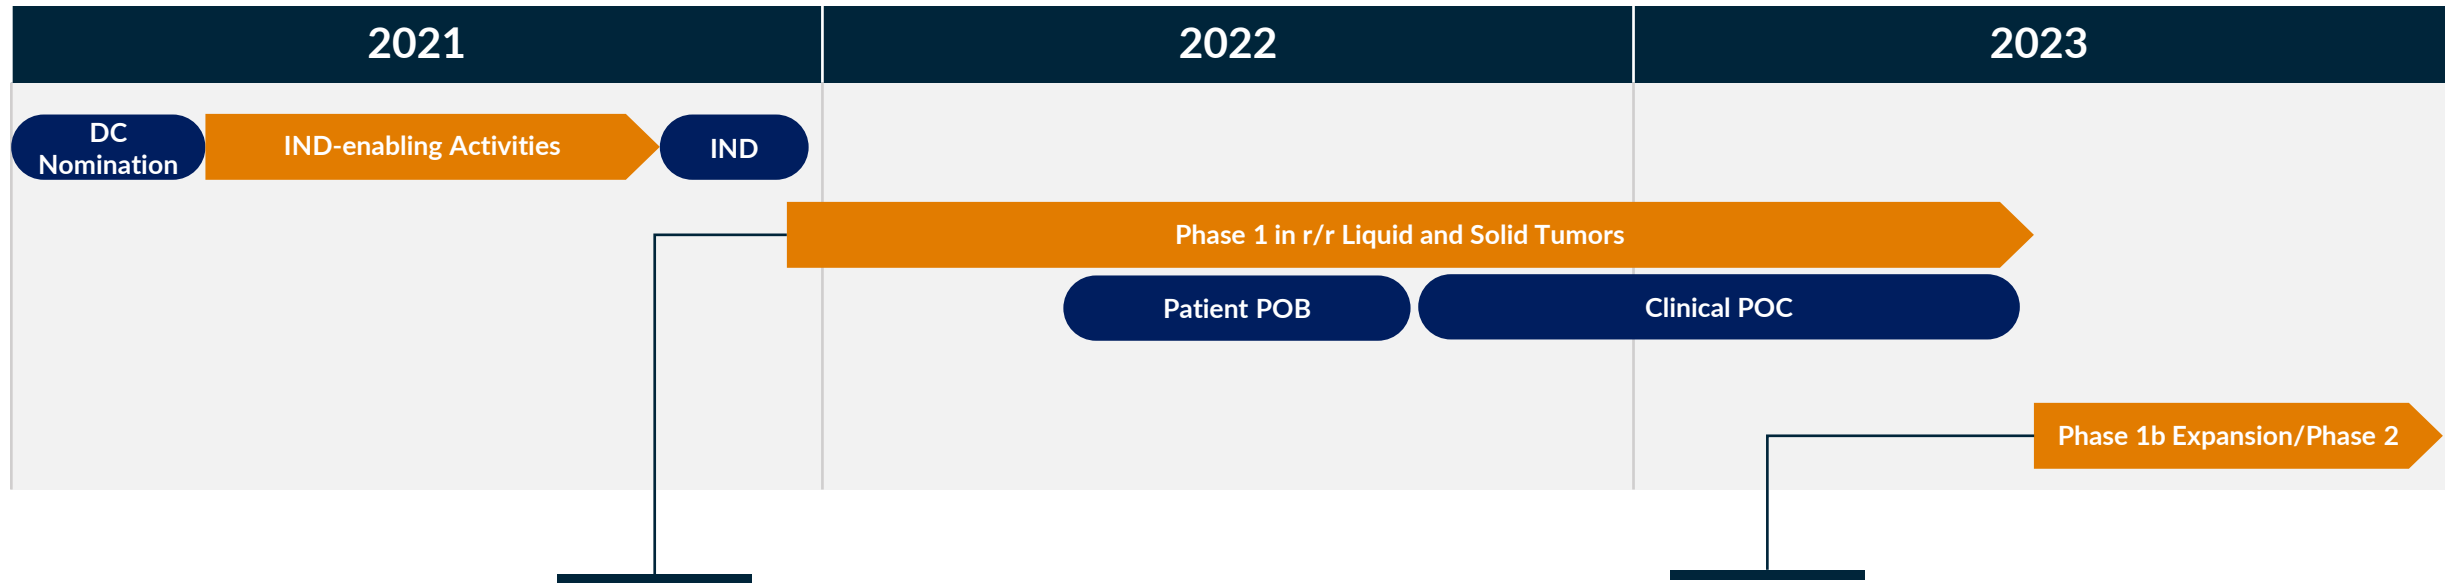 2021
2022
2023
DC
Nomination
IND-enabling Activities
IND
Phase 1 in r/r Liquid and Solid Tumors
Patient POB
Clinical POC
Phase 1b Expansion/Phase 2